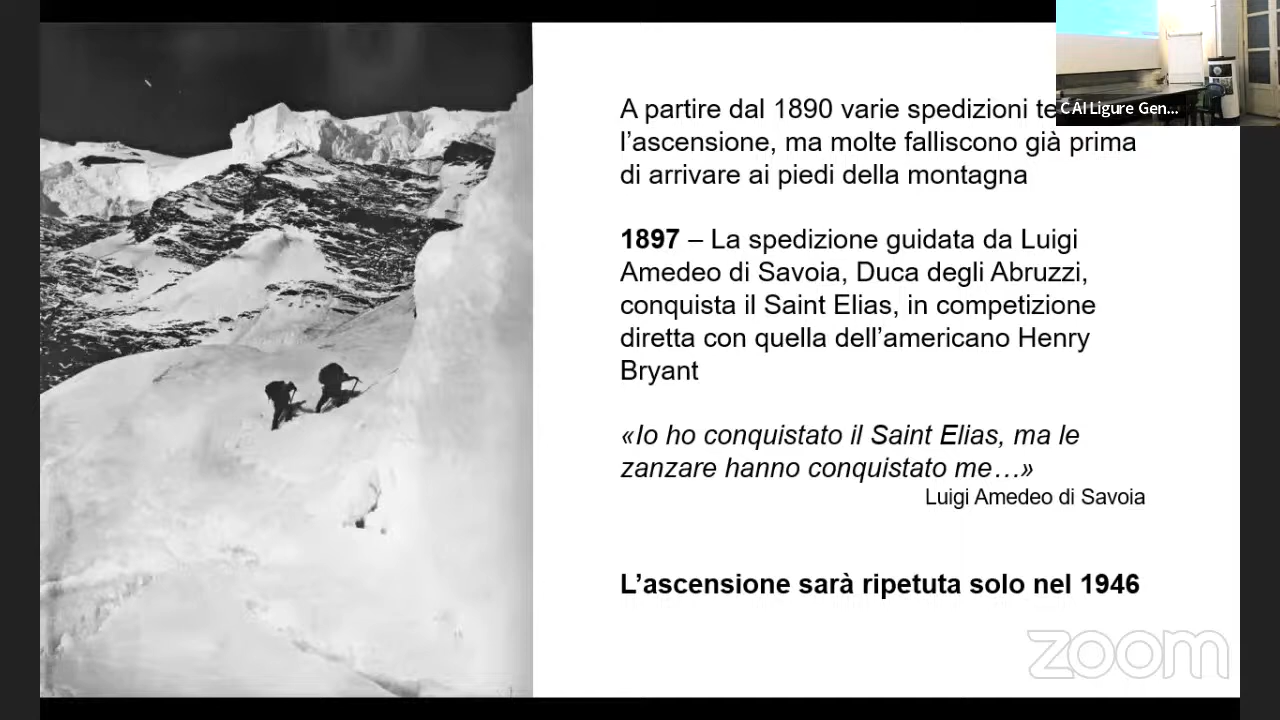 A partire dal 1890 varie spedizioni
l’ascensione, ma molte falliscono già prima
di arrivare ai piedi della montagna
1897 – La spedizione guidata da Luigi
Amedeo di Savoia, Duca degli Abruzzi,
conquista il Saint Elias, in competizione
diretta con quella dell’americano Henry
Bryant
«Io ho conquistato il Saint Elias, ma le
zanzare hanno conquistato me…»
Luigi Amedeo di Savoia
L’ascensione sarà ripetuta solo nel 1946
CAI Ligure Gen...
zoom